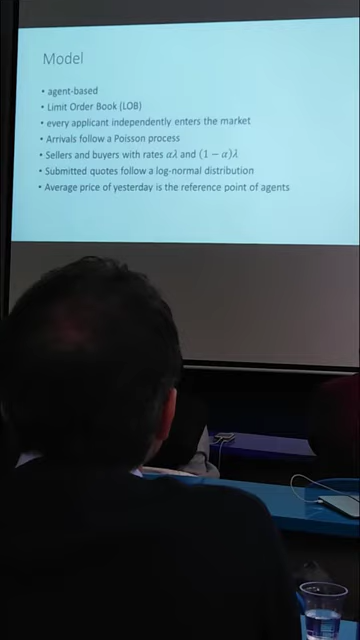 Model
• agent-based
• Limit Order Book (LOB)
• every applicant independently enters the market
• Arrivals follow a Poisson process
• Sellers and buyers with rates αλ and (1 − α)λ
• Submitted quotes follow a log-normal distribution
• Average price of yesterday is the reference point of agents